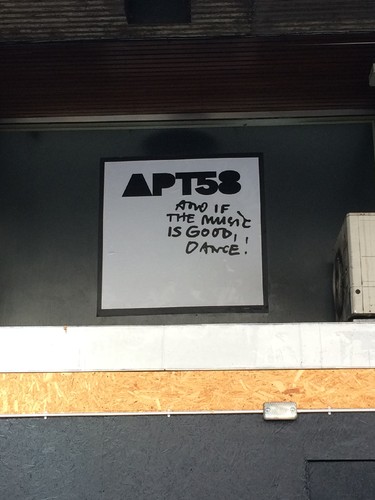 APT58
AND IF
THE MUSIC
IS GOOD,
DANCE!